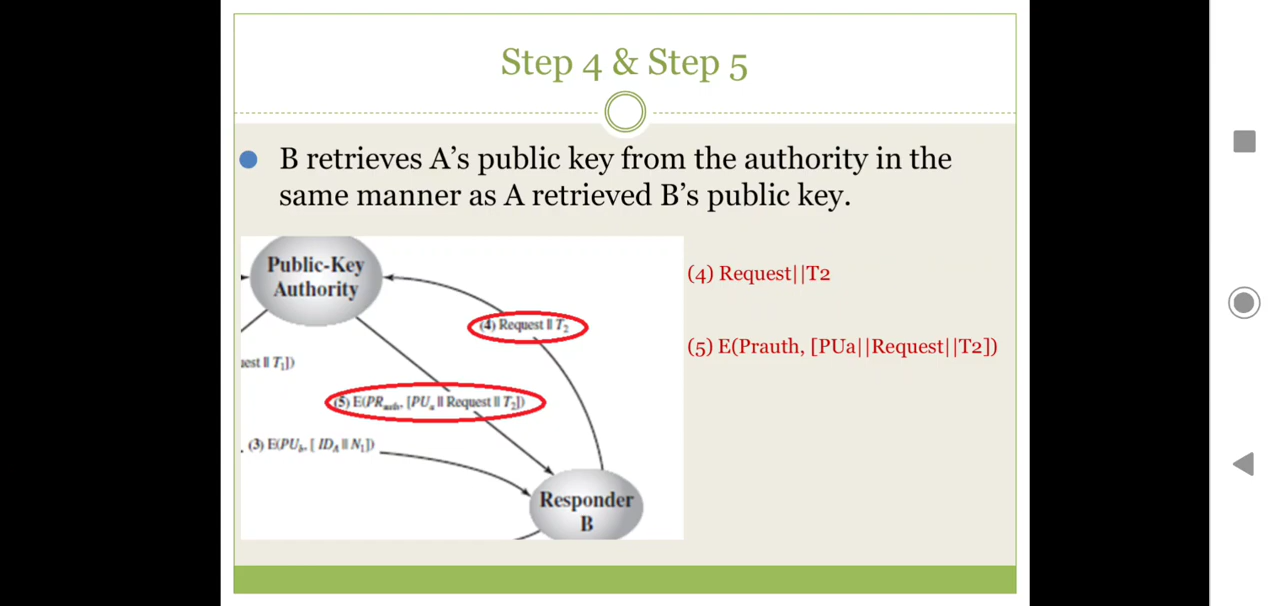 Step 4 & Step 5
B retrieves A's public key from the authority in the
same manner as A retrieved B's public key.
Public-Key
Authority
(4) Request || T₂
(4) Request||T2
(5) E(Prauth, [PUa||Request||T2])
est || T₁])
(5) E(PRauth, [PUa || Request || T₂])
(3) E(PUb, [ IDA || N₁])
Responder
B